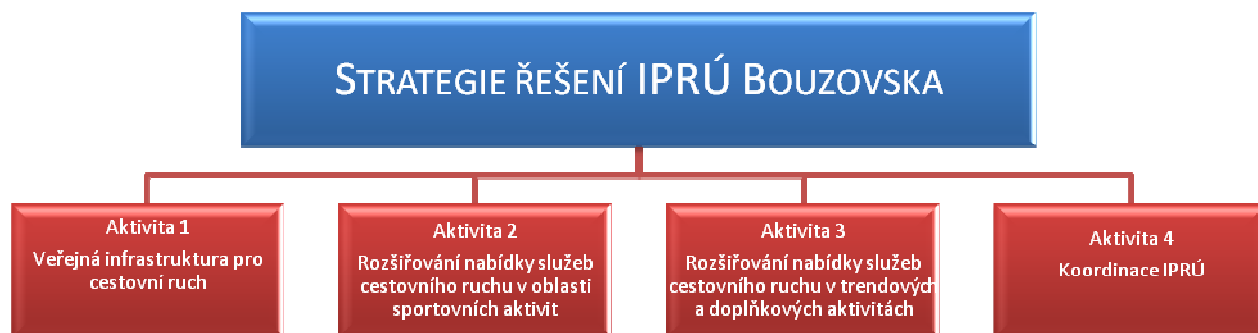 STRATEGIE ŘEŠENÍ IPRÚ BOUZOVSKA
Aktivita 1
Veřejná infrastruktura pro
cestovní ruch
Aktivita 2
Rozšiřování nabídky služeb
cestovního ruchu v oblasti
sportovních aktivit
Aktivita 3
Rozšiřování nabídky služeb
cestovního ruchu v trendových
a doplňkových aktivitách
Aktivita 4
Koordinace IPRÚ